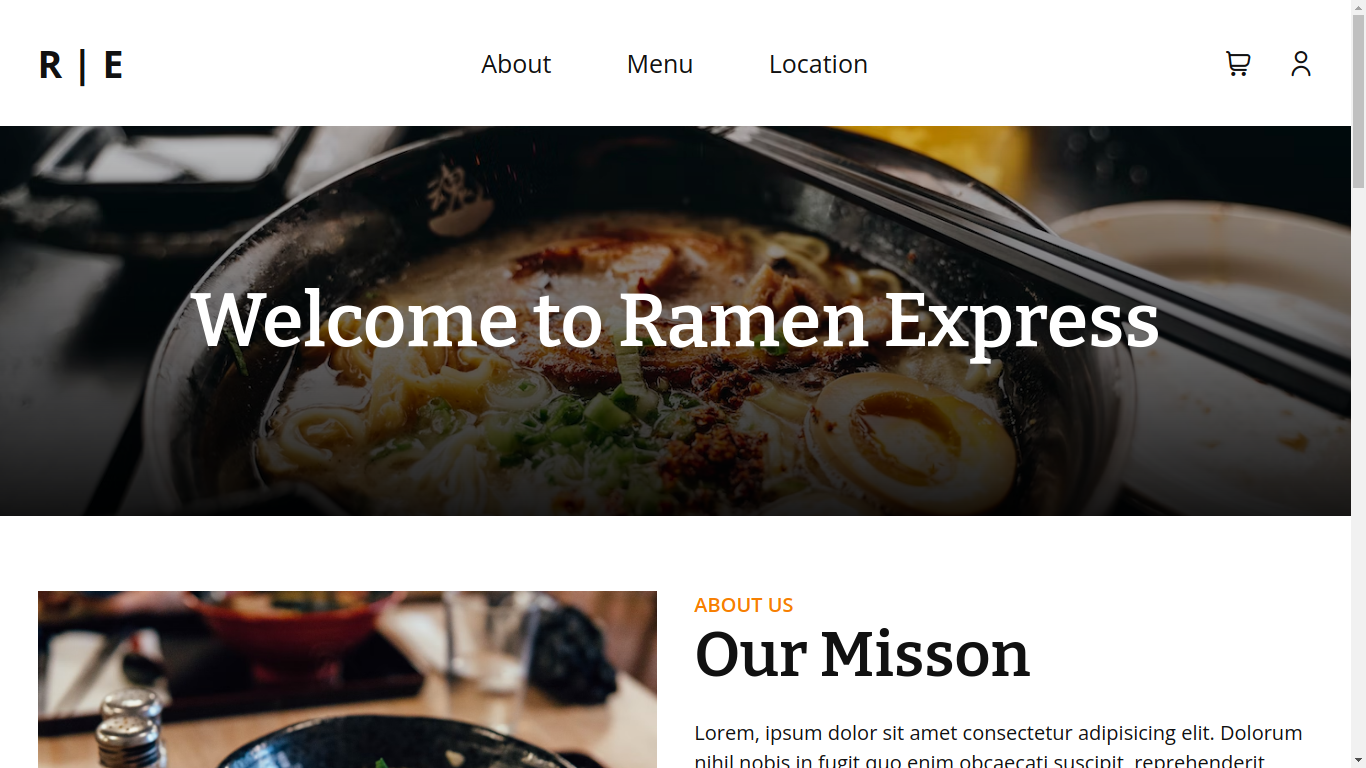 R | E
About Menu Location
魂
Welcome to Ramen Express
ABOUT US
Our Misson
Lorem, ipsum dolor sit amet consectetur adipisicing elit. Dolorum
nihil nobis in fugit quo enim obcaecati suscipit, reprehenderit